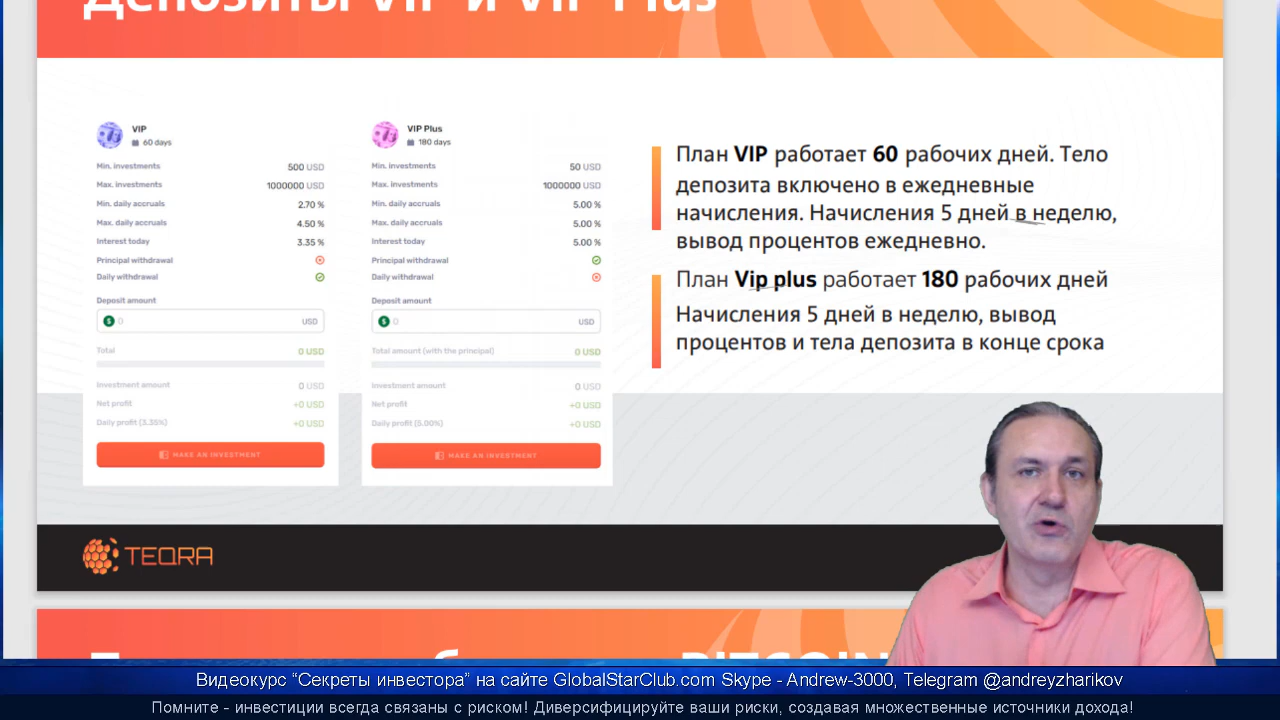 Депозиты VIP и VIP Plus
VIP
60 days
Min. investments 500 USD
Max. investments 1000000 USD
Min. daily accruals 2.70 %
Max. daily accruals 4.50 %
Interest today 3.35 %
Principal withdrawal
Daily withdrawal
Deposit amount
$ 0 USD
Total 0 USD
Investment amount 0 USD
Net profit +0 USD
Daily profit (3.35%) +0 USD
MAKE AN INVESTMENT
VIP Plus
180 days
Min. investments 50 USD
Max. investments 1000000 USD
Min. daily accruals 5.00 %
Max. daily accruals 5.00 %
Interest today 5.00 %
Principal withdrawal
Daily withdrawal
Deposit amount
$ 0 USD
Total amount (with the principal) 0 USD
Investment amount 0 USD
Net profit +0 USD
Daily profit (5.00%) +0 USD
MAKE AN INVESTMENT
План VIP работает 60 рабочих дней. Тело
депозита включено в ежедневные
начисления. Начисления 5 дней в неделю,
вывод процентов ежедневно.
План Vip plus работает 180 рабочих дней
Начисления 5 дней в неделю, вывод
процентов и тела депозита в конце срока
TEQRA
BITCOIN
Видеокурс “Секреты инвестора” на сайте GlobalStarClub.com Skype - Andrew-3000, Telegram @andreyzharikov
Помните - инвестиции всегда связаны с риском! Диверсифицируйте ваши риски, создавая множественные источники дохода!